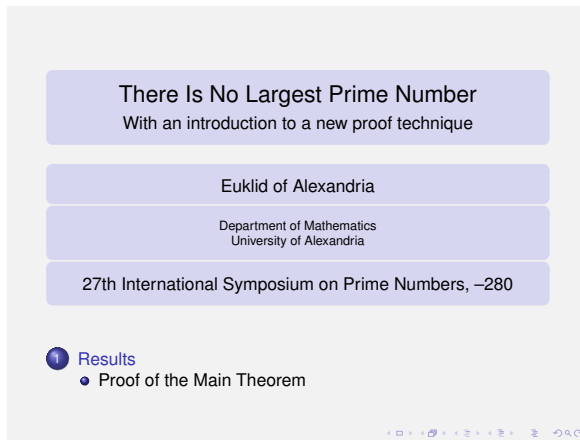 There Is No Largest Prime Number
With an introduction to a new proof technique
Euklid of Alexandria
Department of Mathematics
University of Alexandria
27th International Symposium on Prime Numbers, –280
1 Results
Proof of the Main Theorem